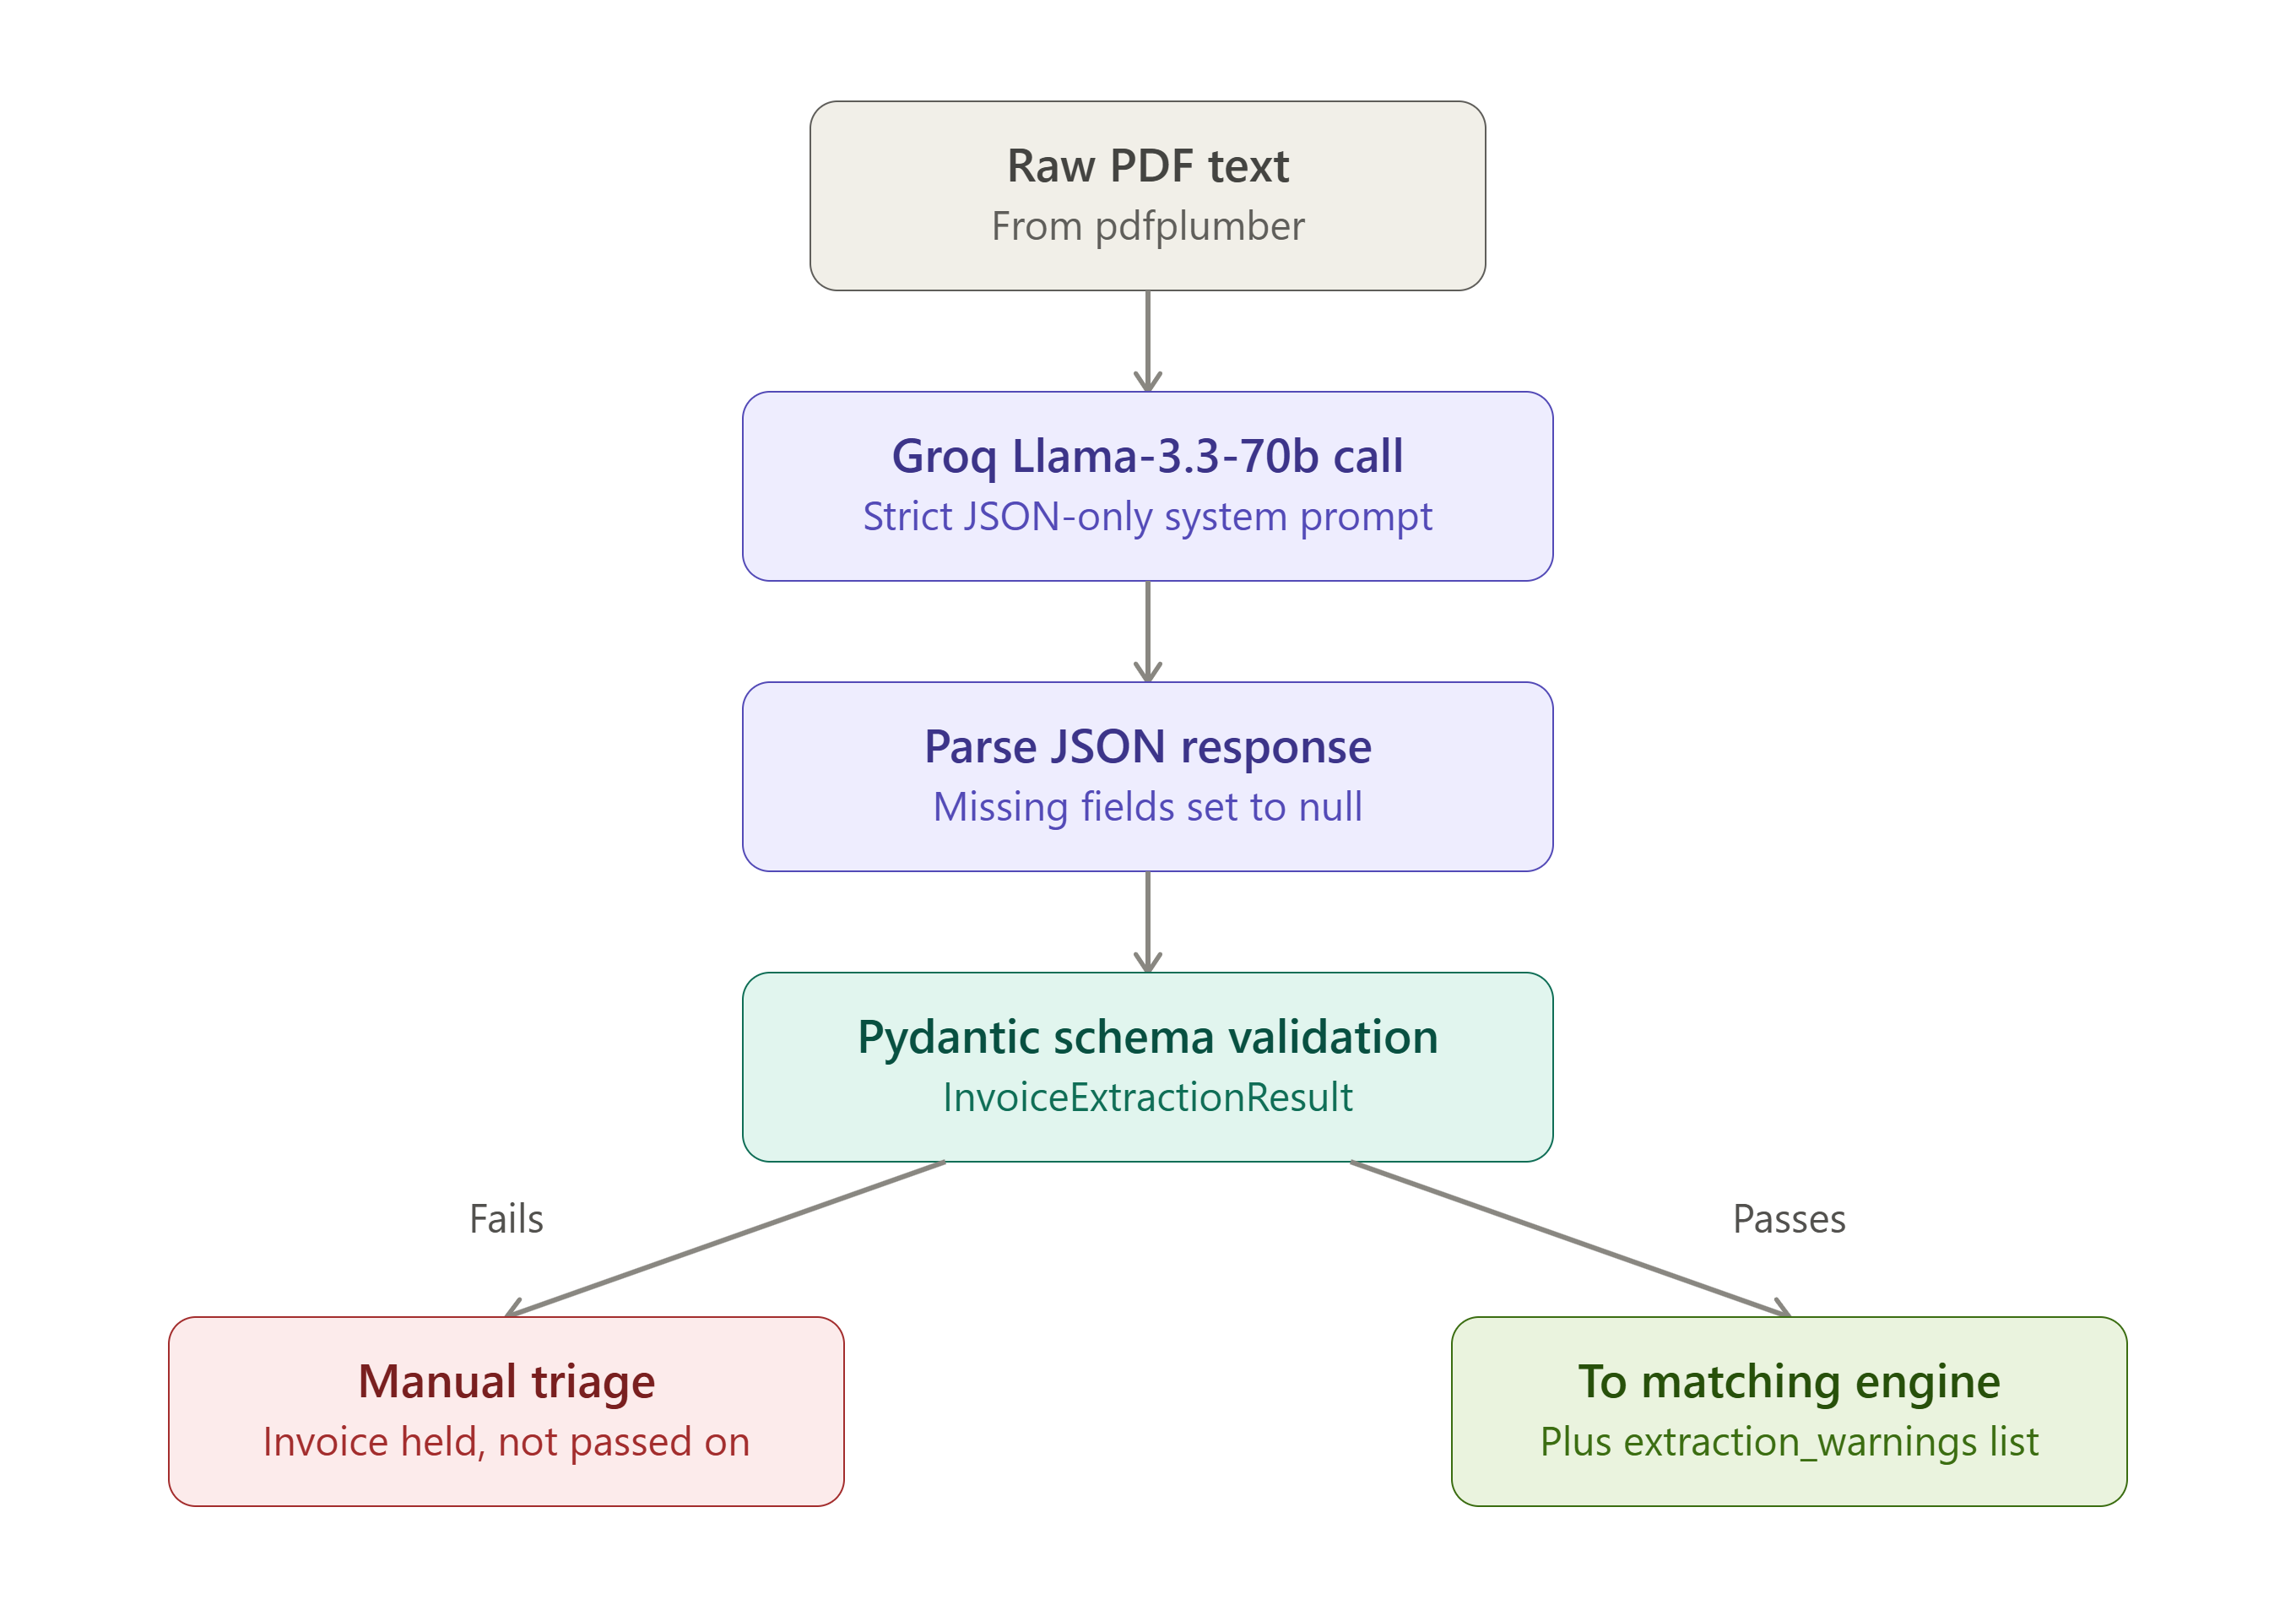 Raw PDF text
From pdfplumber
Groq Llama-3.3-70b call
Strict JSON-only system prompt
Parse JSON response
Missing fields set to null
Pydantic schema validation
InvoiceExtractionResult
Fails
Passes
Manual triage
Invoice held, not passed on
To matching engine
Plus extraction_warnings list